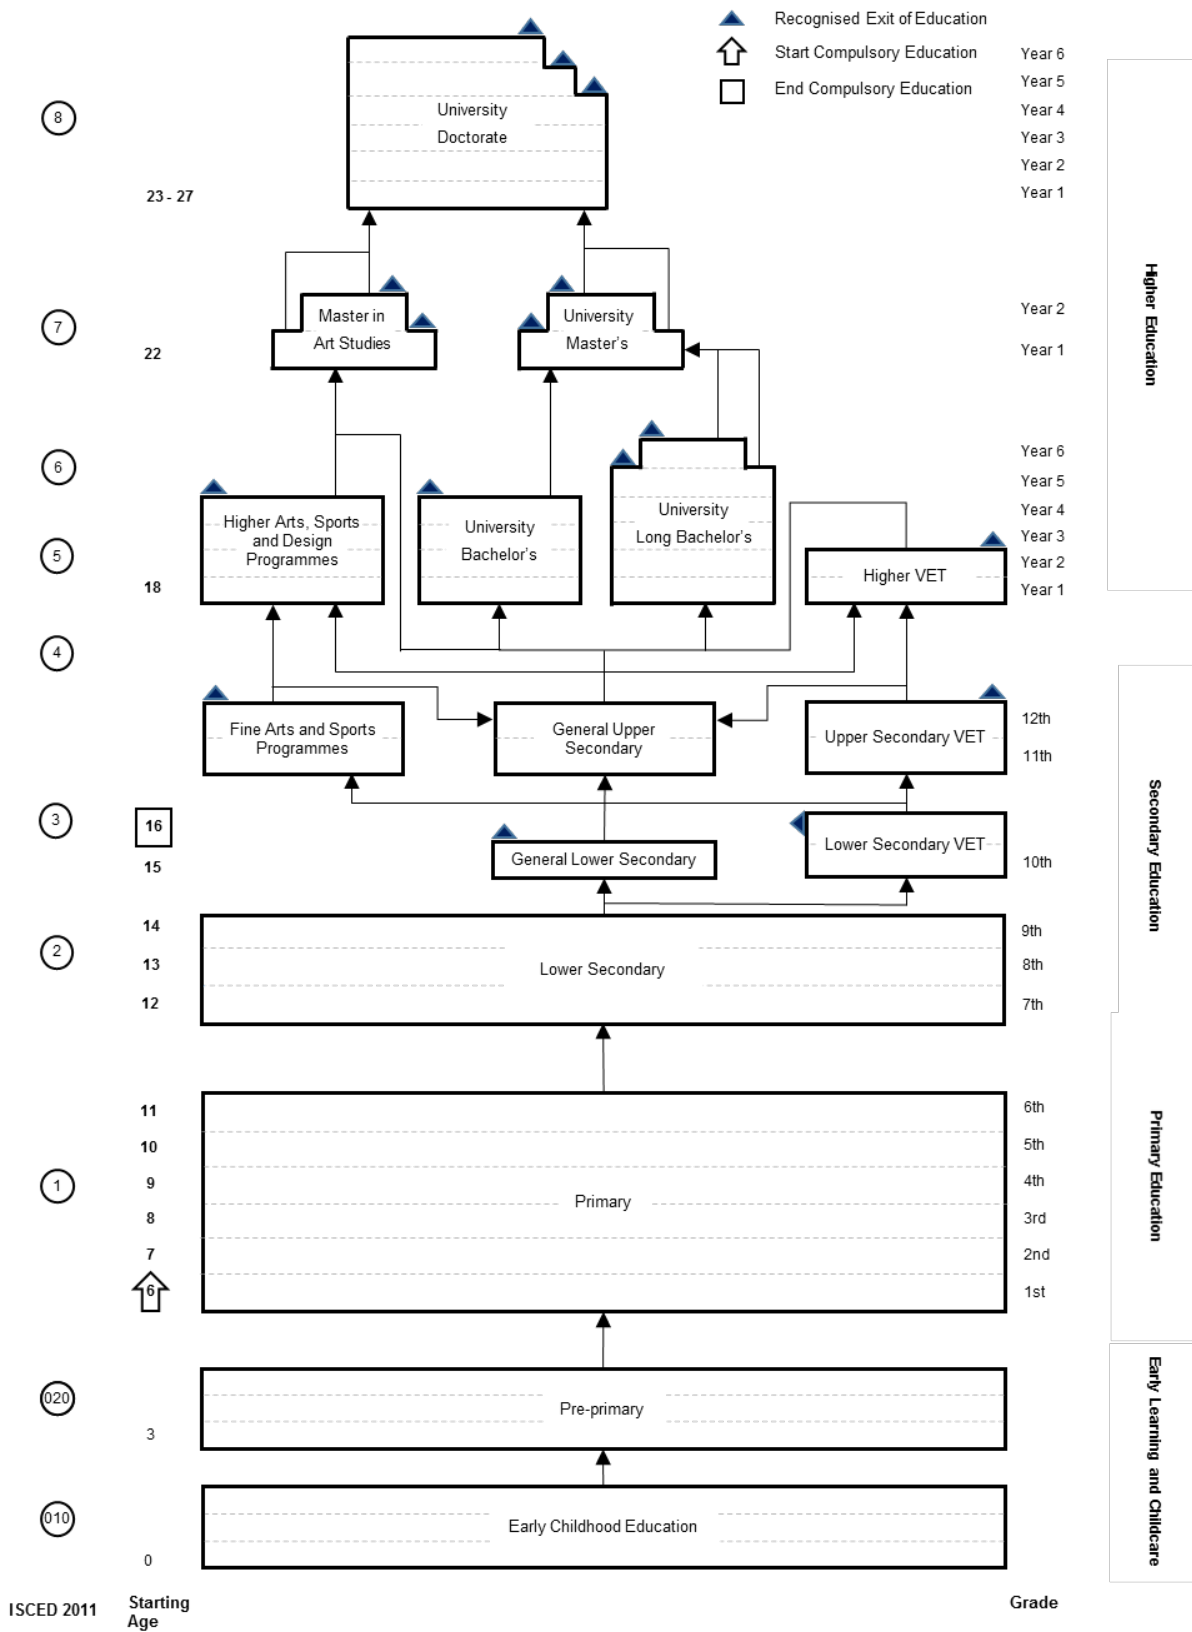 Recognised Exit of Education
Start Compulsory Education
End Compulsory Education
Year 6
Year 5
Year 4
Year 3
Year 2
Year 1
8
University
Doctorate
23 - 27
Higher Education
7
22
Master in
Art Studies
University
Master's
Year 2
Year 1
6
5
18
Higher Arts, Sports
and Design
Programmes
University
Bachelor's
University
Long Bachelor's
Higher VET
Year 6
Year 5
Year 4
Year 3
Year 2
Year 1
4
Fine Arts and Sports
Programmes
General Upper
Secondary
Upper Secondary VET
12th
11th
Secondary Education
3
16
15
General Lower Secondary
Lower Secondary VET
10th
2
14
13
12
Lower Secondary
9th
8th
7th
1
11
10
9
8
7
6
Primary
6th
5th
4th
3rd
2nd
1st
Primary Education
020
3
Pre-primary
Early Learning and Childcare
010
0
Early Childhood Education
ISCED 2011
Starting
Age
Grade